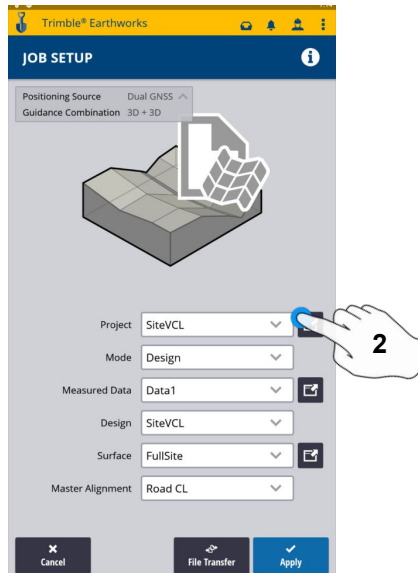 Trimble® Earthworks
JOB SETUP
Positioning Source Dual GNSS
Guidance Combination 3D + 3D
Project SiteVCL
2
Mode Design
Measured Data Data1
Design SiteVCL
Surface FullSite
Master Alignment Road CL
Cancel File Transfer Apply